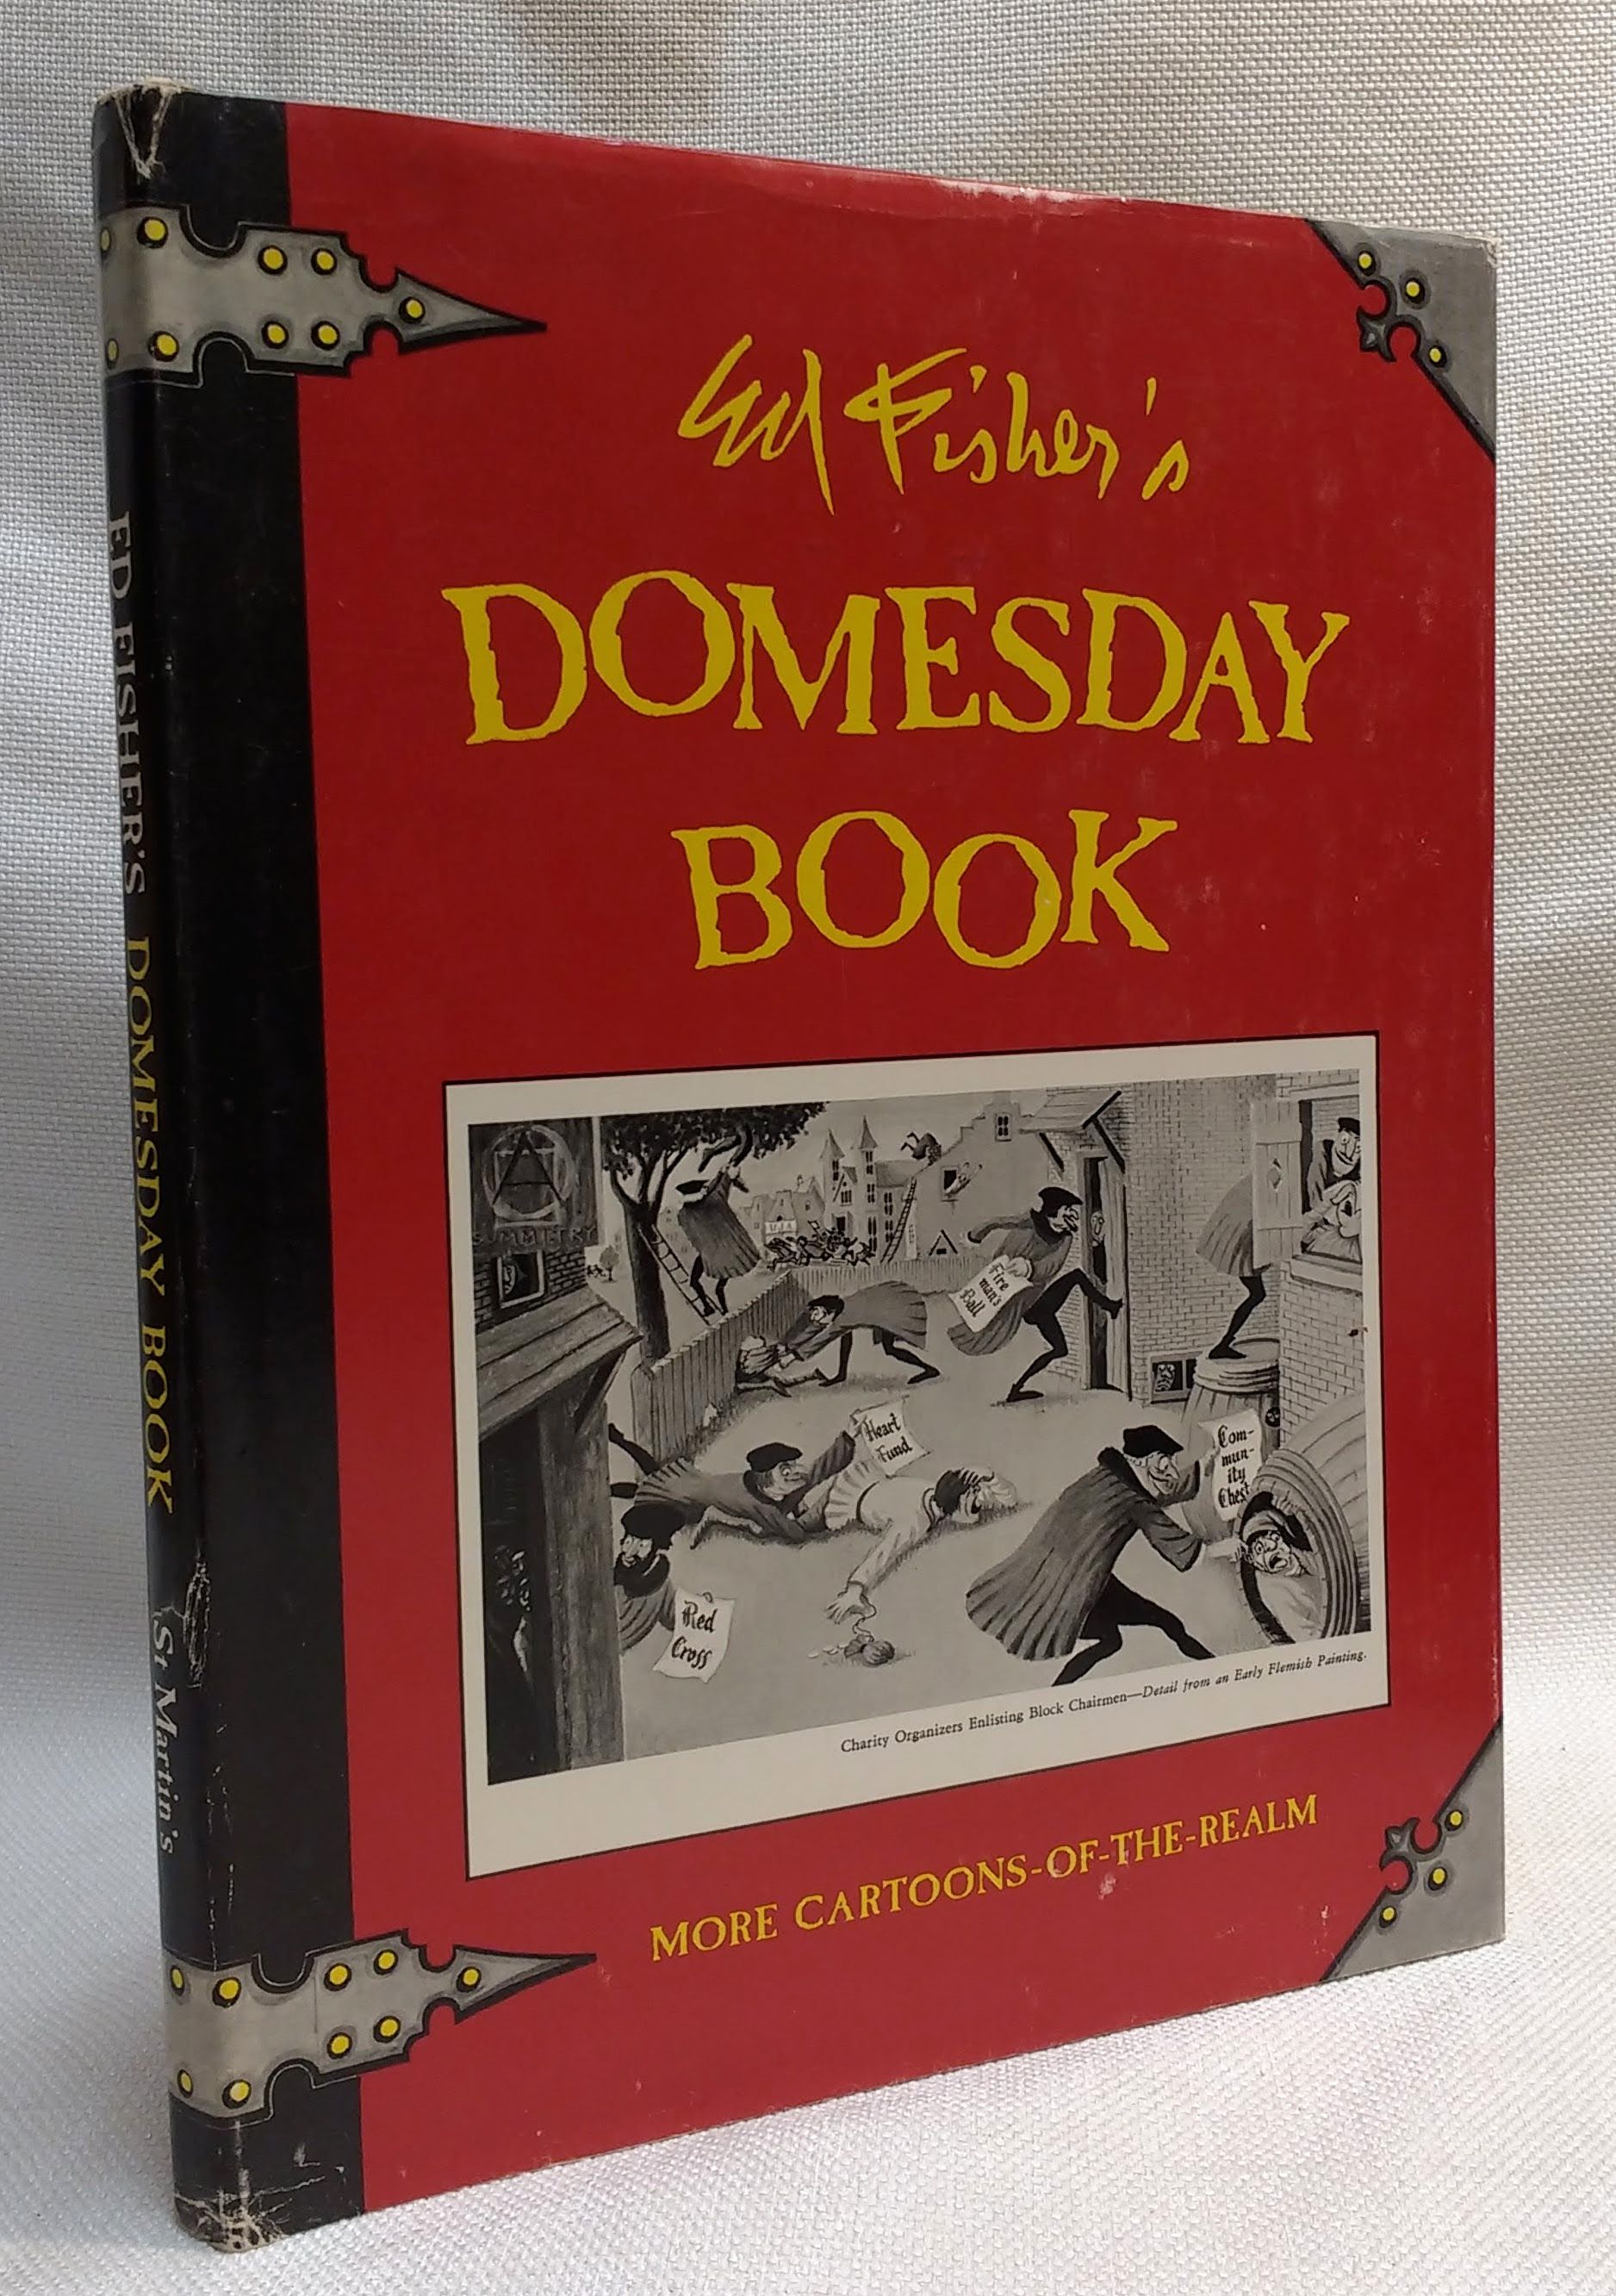 ED FISHER'S DOMESDAY BOOK St Martin's
Ed Fisher's
DOMESDAY
BOOK
UJA
Fire
man's
Ball
Heart
Fund
Com-
mun-
ity
Chest
Red
Cross
Charity Organizers Enlisting Block Chairmen—Detail from an Early Flemish Painting.
MORE CARTOONS-OF-THE-REALM